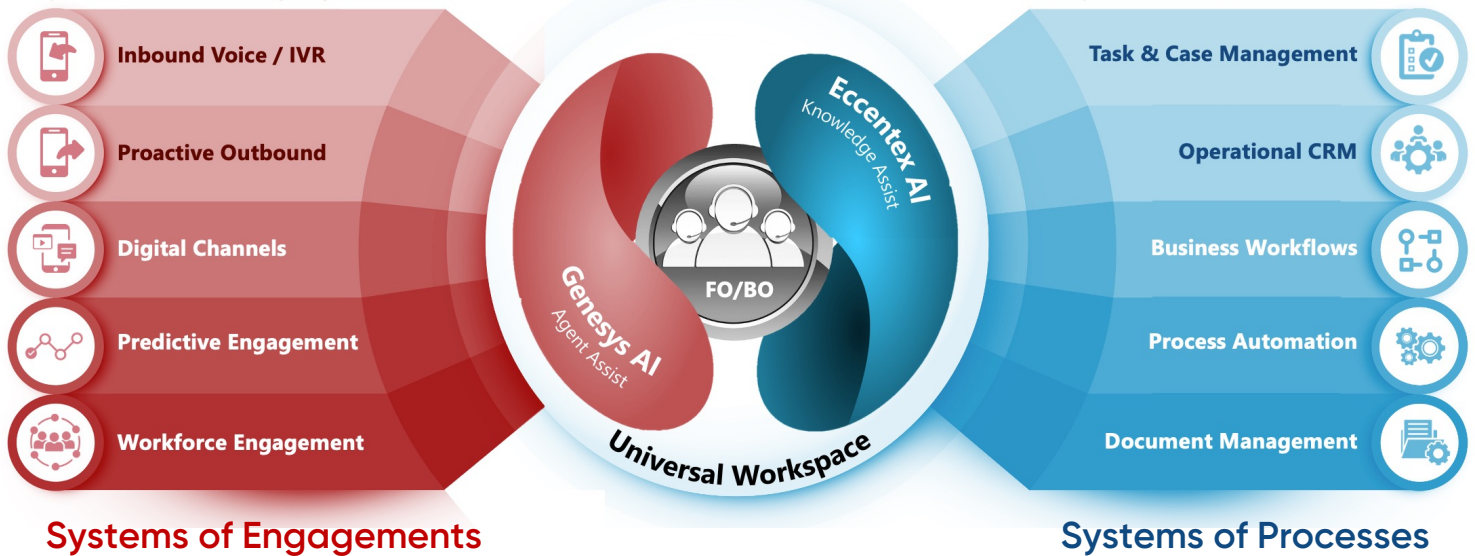 Inbound Voice / IVR
Proactive Outbound
Digital Channels
Predictive Engagement
Workforce Engagement
Systems of Engagements
Genesys AI
Agent Assist
FO/BO
Eccentex AI
Knowledge Assist
Universal Workspace
Task & Case Management
Operational CRM
Business Workflows
Process Automation
Document Management
Systems of Processes